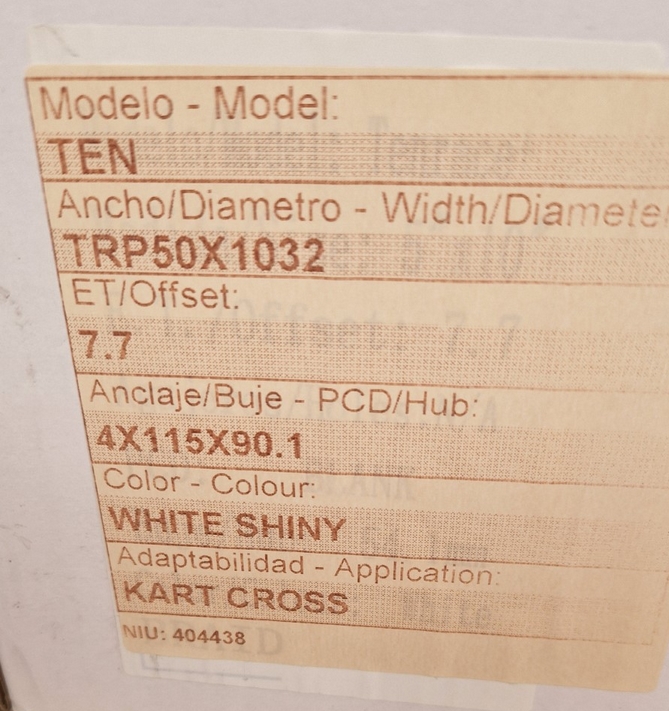 Modelo - Model:
TEN
Ancho/Diametro - Width/Diamete
TRP50X1032
ET/Offset:
7.7
Anclaje/Buje - PCD/Hub:
4X115X90.1
Color - Colour:
WHITE SHINY
Adaptabilidad - Application:
KART CROSS
NIU: 404438